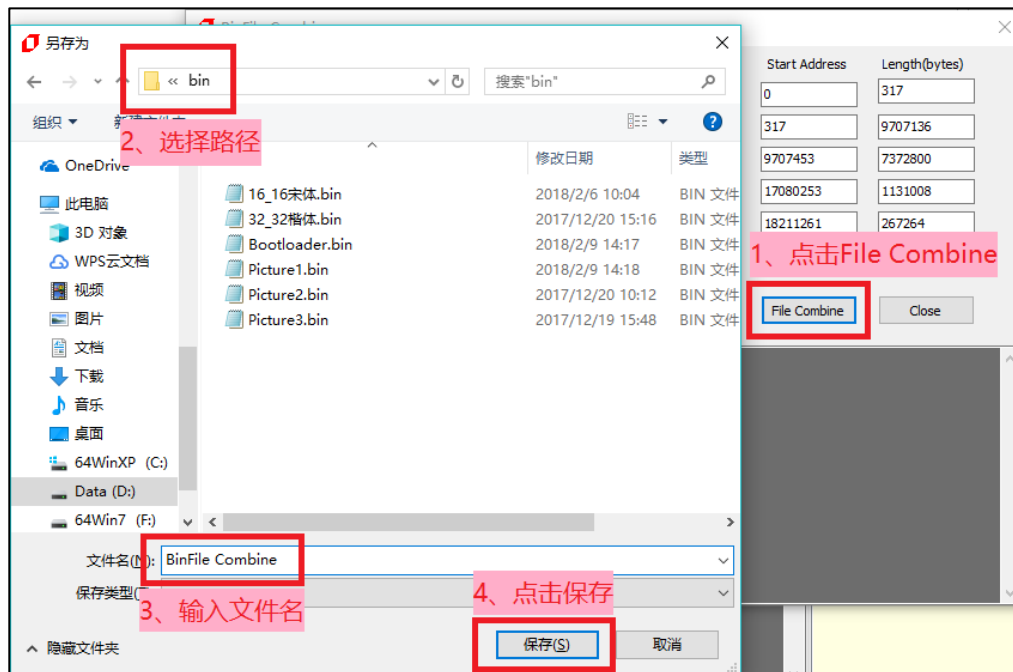 另存为
« bin
搜索"bin"
组织
2、选择路径
修改日期 类型
OneDrive
此电脑
3D 对象
WPS云文档
视频
图片
文档
下载
音乐
桌面
64WinXP (C:)
Data (D:)
64Win7 (F:)
16_16宋体.bin 2018/2/6 10:04 BIN 文件
32_32楷体.bin 2017/12/20 15:16 BIN 文件
Bootloader.bin 2018/2/9 14:17 BIN 文件
Picture1.bin 2018/2/9 14:18 BIN 文件
Picture2.bin 2017/12/20 10:12 BIN 文件
Picture3.bin 2017/12/19 15:48 BIN 文件
文件名(N): BinFile Combine
保存类型
3、输入文件名
4、点击保存
隐藏文件夹
保存(S) 取消
Start Address Length(bytes)
0 317
317 9707136
9707453 7372800
17080253 1131008
18211261 267264
1、点击File Combine
File Combine Close